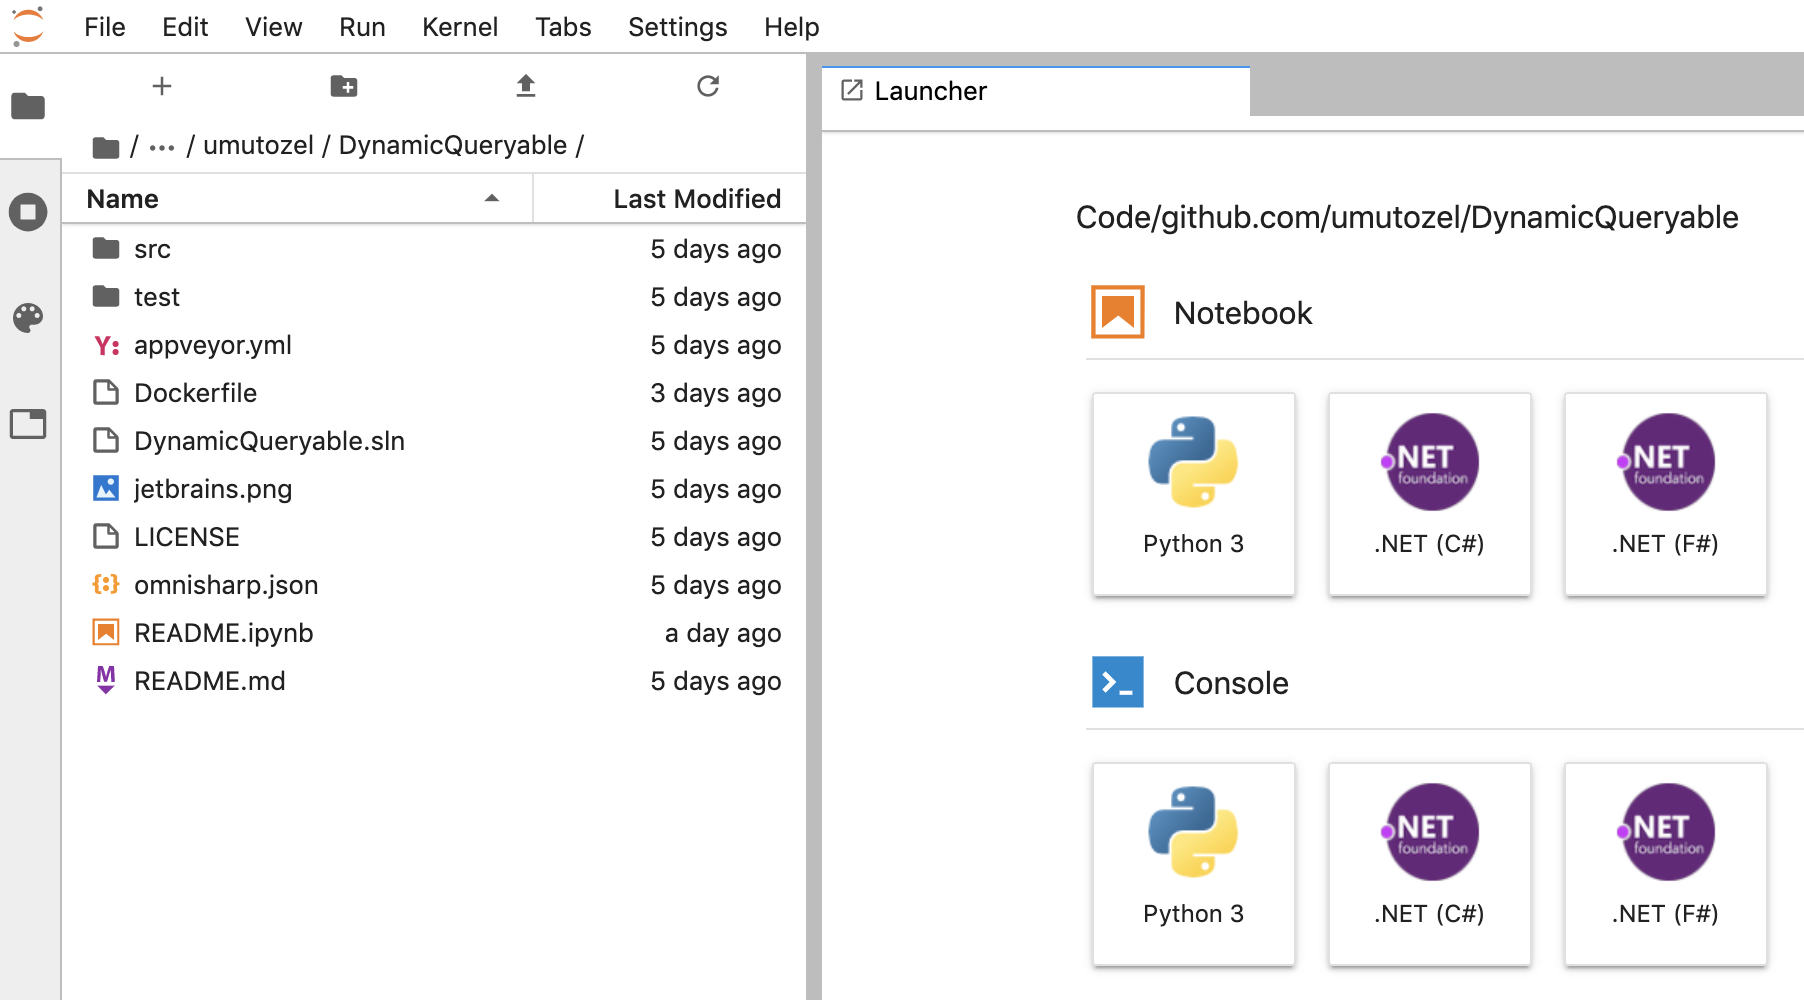 File Edit View Run Kernel Tabs Settings Help
/ ... / umutozel / DynamicQueryable /
Name Last Modified
src 5 days ago
test 5 days ago
Y: appveyor.yml 5 days ago
Dockerfile 3 days ago
DynamicQueryable.sln 5 days ago
jetbrains.png 5 days ago
LICENSE 5 days ago
{:} omnisharp.json 5 days ago
README.ipynb a day ago
M README.md 5 days ago
Launcher
Code/github.com/umutozel/DynamicQueryable
Notebook
.NET foundation
.NET foundation
Python 3 .NET (C#) .NET (F#)
Console
.NET foundation
.NET foundation
Python 3 .NET (C#) .NET (F#)